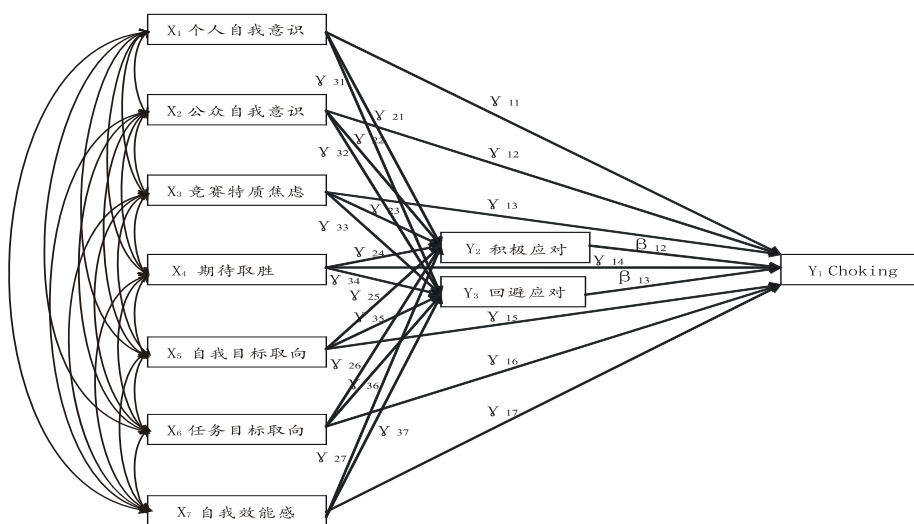 X₁ 个人自我意识
γ ₃₁
γ ₁₁
γ ₂₁
X₂ 公众自我意识
γ ₂₂
γ ₃₂
γ ₁₂
X₃ 竞赛特质焦虑
γ ₁₃
γ ₂₃
γ ₃₃
Y₂ 积极应对
β ₁₂
γ ₂₄
γ ₁₄
X₄ 期待取胜
Y₁ Choking
γ ₃₄
β ₁₃
Y₃ 回避应对
γ ₂₅
γ ₃₅
γ ₁₅
X₅ 自我目标取向
γ ₂₆
γ ₁₆
γ ₃₆
X₆ 任务目标取向
γ ₁₇
γ ₃₇
γ ₂₇
X₇ 自我效能感